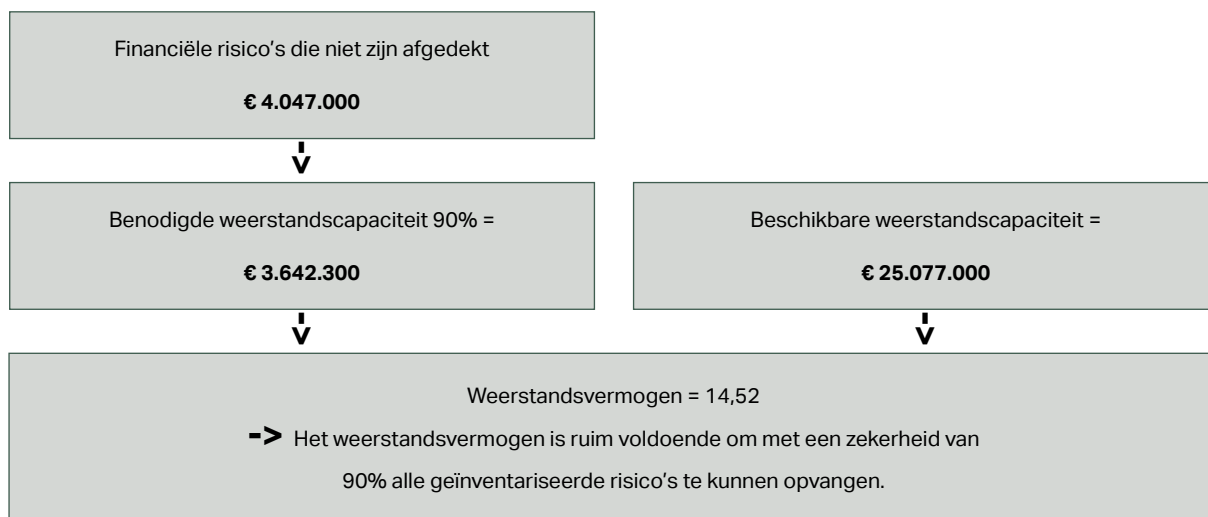 Financiële risico's die niet zijn afgedekt
€ 4.047.000
Benodigde weerstandscapaciteit 90% =
€ 3.642.300
Beschikbare weerstandscapaciteit =
€ 25.077.000
Weerstandsvermogen = 14,52
-> Het weerstandsvermogen is ruim voldoende om met een zekerheid van
90% alle geïnventariseerde risico's te kunnen opvangen.